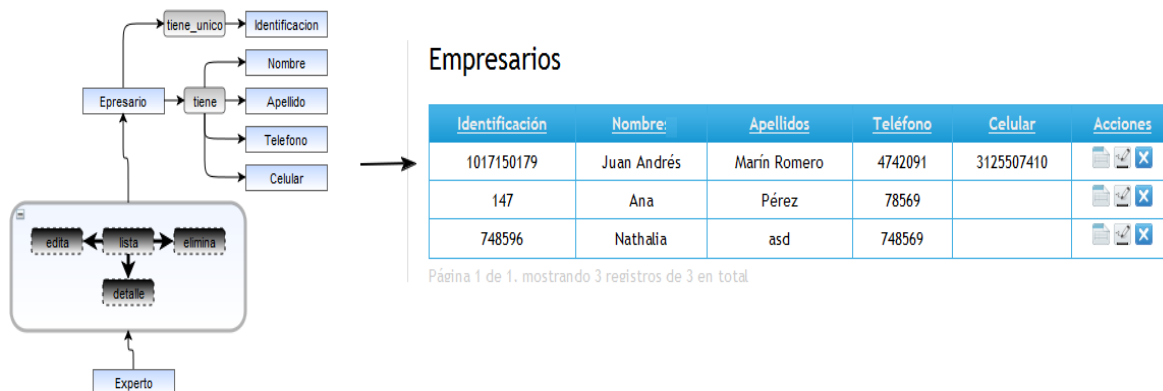 tiene_unico
Identificacion
Nombre
Epresario
tiene
Apellido
Telefono
Celular
edita
lista
elimina
detalle
Experto
Empresarios
Identificación Nombre: Apellidos Teléfono Celular Acciones
1017150179 Juan Andrés Marín Romero 4742091 3125507410
147 Ana Pérez 78569
748596 Nathalia asd 748569
Página 1 de 1. mostrando 3 registros de 3 en total